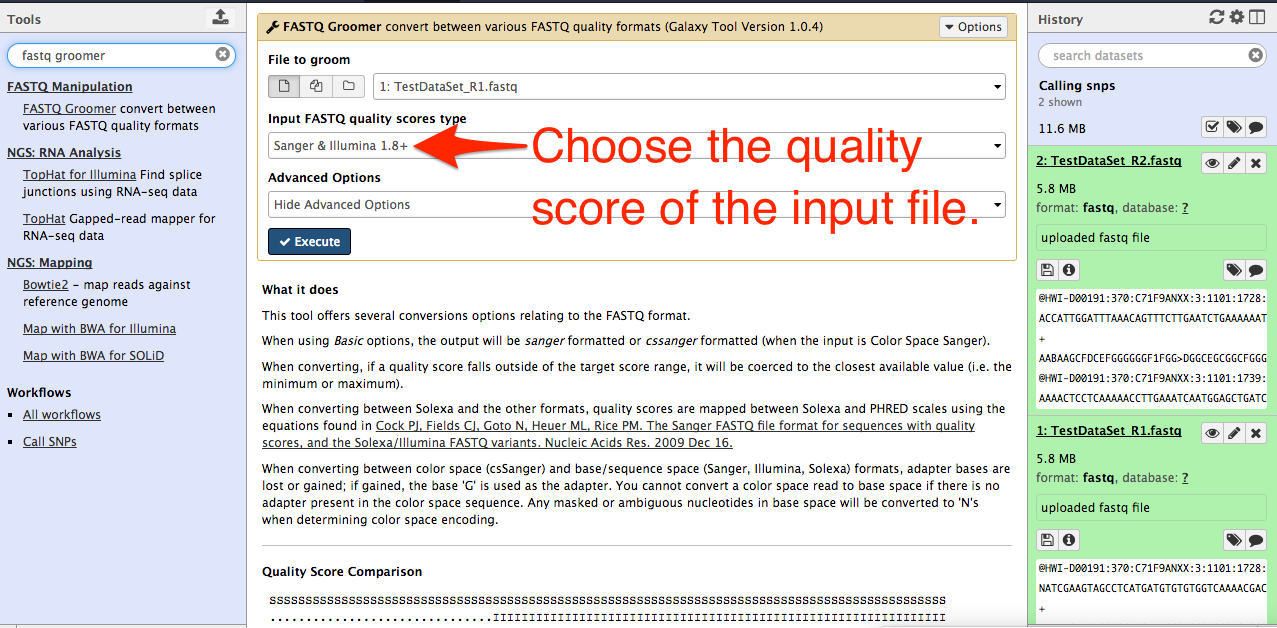 Tools
fastq groomer
FASTQ Manipulation
FASTQ Groomer convert between
various FASTQ quality formats
NGS: RNA Analysis
TopHat for Illumina Find splice
junctions using RNA-seq data
TopHat Gapped-read mapper for
RNA-seq data
NGS: Mapping
Bowtie2 - map reads against
reference genome
Map with BWA for Illumina
Map with BWA for SOLiD
Workflows
All workflows
Call SNPs
FASTQ Groomer convert between various FASTQ quality formats (Galaxy Tool Version 1.0.4)
Options
File to groom
1: TestDataSet_R1.fastq
Input FASTQ quality scores type
Sanger & Illumina 1.8+
Choose the quality
score of the input file.
Advanced Options
Hide Advanced Options
Execute
What it does
This tool offers several conversions options relating to the FASTQ format.
When using Basic options, the output will be sanger formatted or cssanger formatted (when the input is Color Space Sanger).
When converting, if a quality score falls outside of the target score range, it will be coerced to the closest available value (i.e. the
minimum or maximum).
When converting between Solexa and the other formats, quality scores are mapped between Solexa and PHRED scales using the
equations found in Cock PJ, Fields CJ, Goto N, Heuer ML, Rice PM. The Sanger FASTQ file format for sequences with quality
scores, and the Solexa/Illumina FASTQ variants. Nucleic Acids Res. 2009 Dec 16.
When converting between color space (csSanger) and base/sequence space (Sanger, Illumina, Solexa) formats, adapter bases are
lost or gained; if gained, the base 'G' is used as the adapter. You cannot convert a color space read to base space if there is no
adapter present in the color space sequence. Any masked or ambiguous nucleotides in base space will be converted to 'N's
when determining color space encoding.
Quality Score Comparison
History
search datasets
Calling snps
2 shown
11.6 MB
2: TestDataSet_R2.fastq
5.8 MB
format: fastq, database: ?
uploaded fastq file
@HWI-D00191:370:C71F9ANXX:3:1101:1728:
ACCATTGGATTTAAACAGTTTCTTGAATCTGAAAAAAT
+
AABAAGCFDCEFGGGGGGF1FGG>DGGCEGCGGCFGGG
@HWI-D00191:370:C71F9ANXX:3:1101:1739:
AAAACTCCTCAAAAACCTTGAAATCAATGGAGCTGATC
1: TestDataSet_R1.fastq
5.8 MB
format: fastq, database: ?
uploaded fastq file
@HWI-D00191:370:C71F9ANXX:3:1101:1728:
NATCGAAGTAGCCTCATGATGTGTGTGGTCAAAACGAC
+